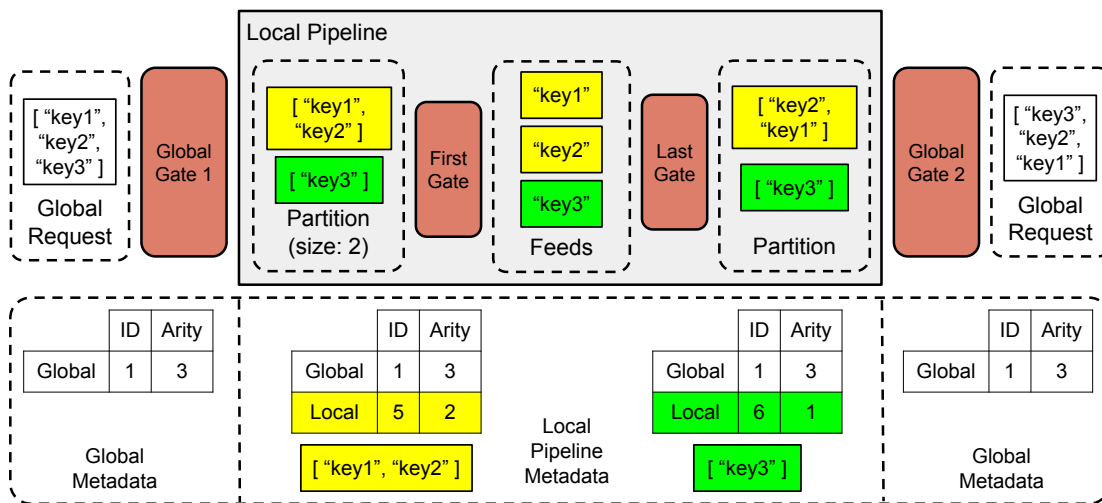 Local Pipeline
[ “key1”,
“key2”,
“key3” ]
Global
Request
Global
Gate 1
[ “key1”,
“key2” ]
[ “key3” ]
Partition
(size: 2)
First
Gate
“key1”
“key2”
“key3”
Feeds
Last
Gate
[ “key2”,
“key1” ]
[ “key3” ]
Partition
Global
Gate 2
[ “key3”,
“key2”,
“key1” ]
Global
Request
ID Arity
Global 1 3
Global
Metadata
ID Arity
Global 1 3
Local 5 2
[ “key1”, “key2” ]
Local
Pipeline
Metadata
ID Arity
Global 1 3
Local 6 1
[ “key3” ]
ID Arity
Global 1 3
Global
Metadata